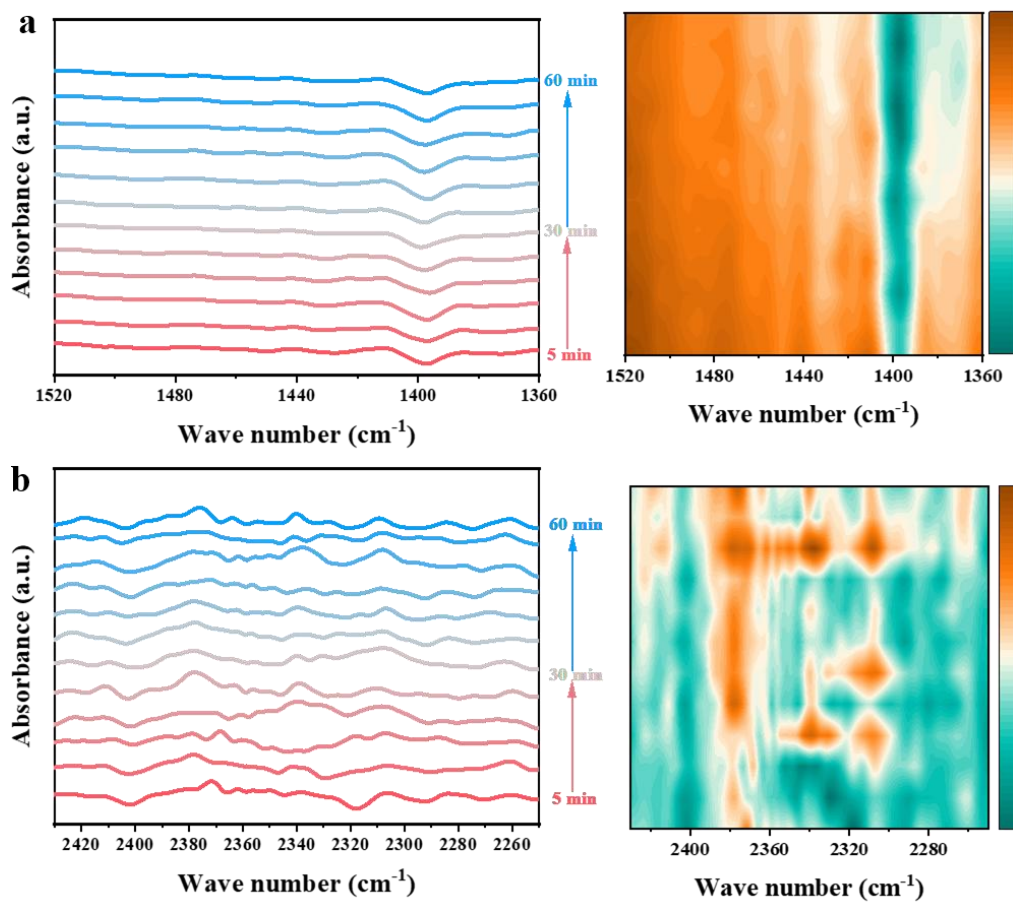 a
Absorbance (a.u.)
60 min
30 min
5 min
1520 1480 1440 1400 1360
Wave number (cm-1)
1520 1480 1440 1400 1360
Wave number (cm-1)
b
Absorbance (a.u.)
60 min
30 min
5 min
2420 2400 2380 2360 2340 2320 2300 2280 2260
Wave number (cm-1)
2400 2360 2320 2280
Wave number (cm-1)